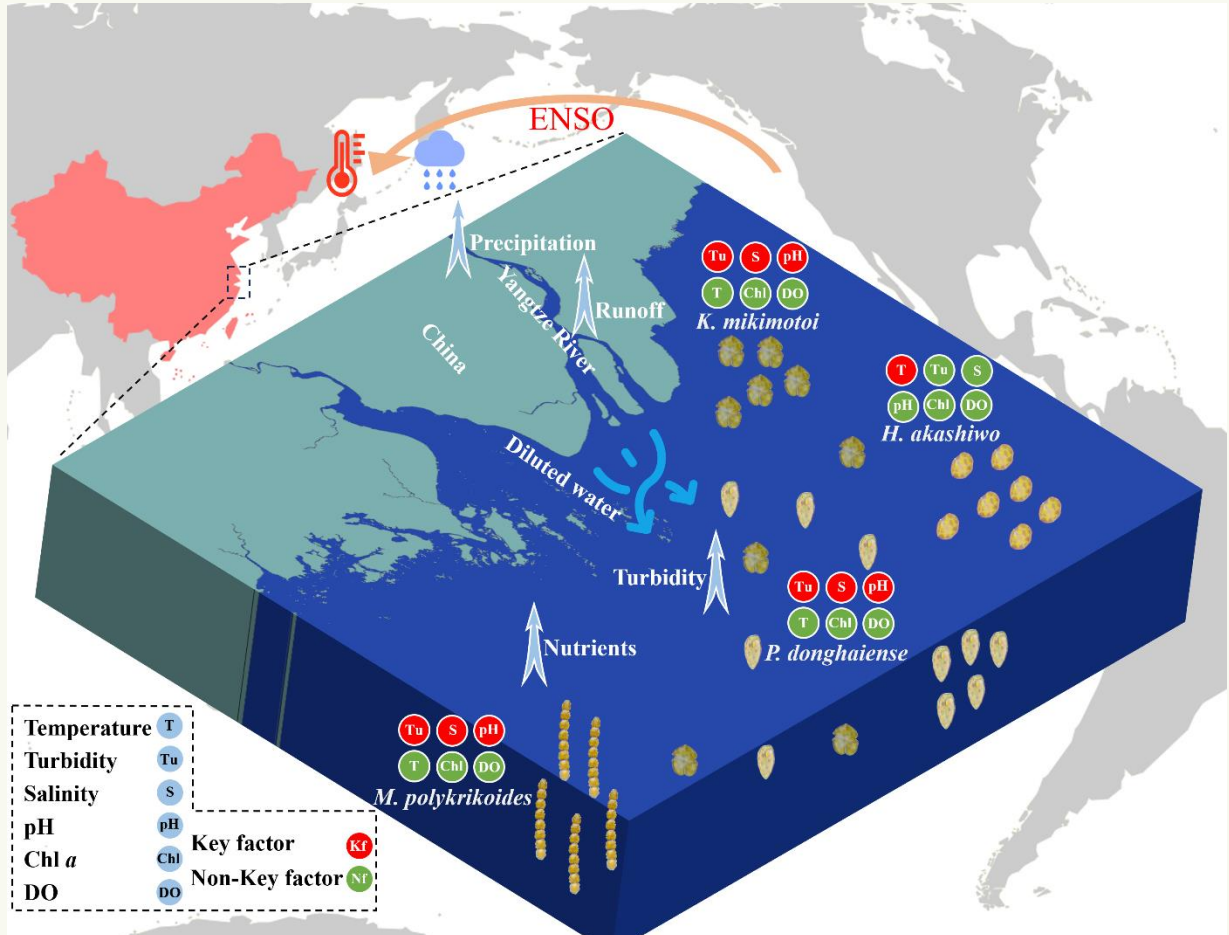 ENSO
Precipitation
Yangtze River
Runoff
China
Diluted water
Tu S pH
T Chl DO
K. mikimotoi
T Tu S
pH Chl DO
H. akashiwo
Turbidity
Tu S pH
T Chl DO
P. donghaiense
Nutrients
Tu S pH
T Chl DO
M. polykrikoides
Temperature T
Turbidity Tu
Salinity S
pH pH
Chl a Chl
DO DO
Key factor Kf
Non-Key factor Nf